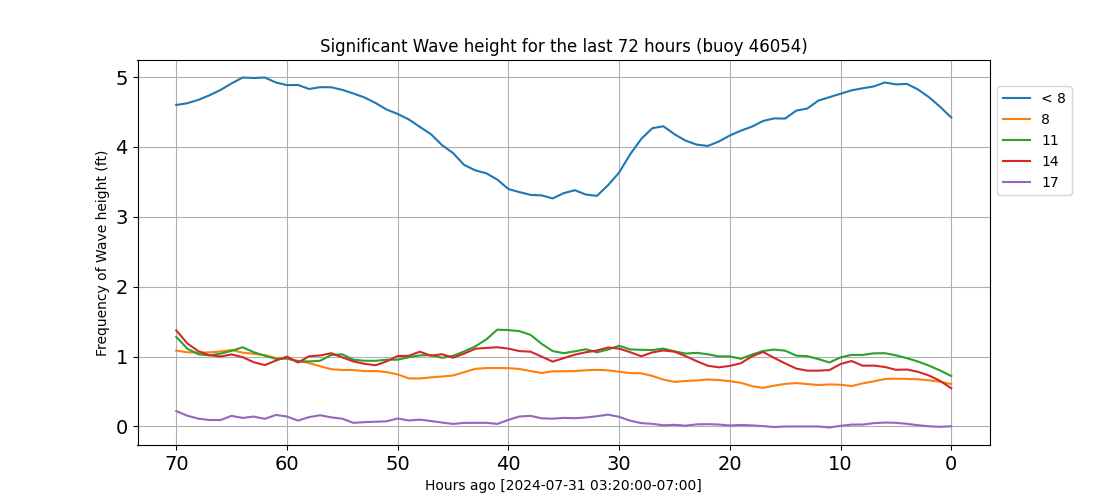 Significant Wave height for the last 72 hours (buoy 46054)
Frequency of Wave height (ft)
5
4
3
2
1
0
70 60 50 40 30 20 10 0
Hours ago [2024-07-31 03:20:00-07:00]
< 8
8
11
14
17